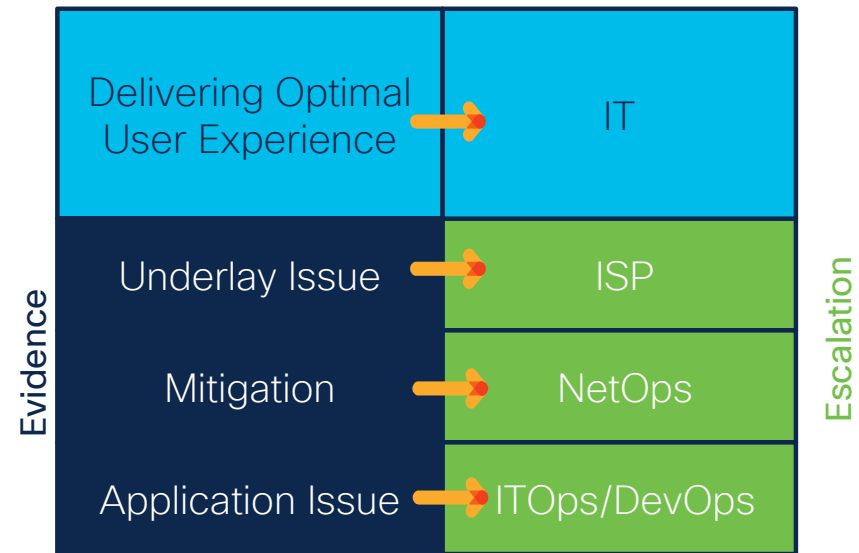 Delivering Optimal
User Experience
IT
Evidence
Underlay Issue
ISP
Mitigation
NetOps
Application Issue
ITOps/DevOps
Escalation